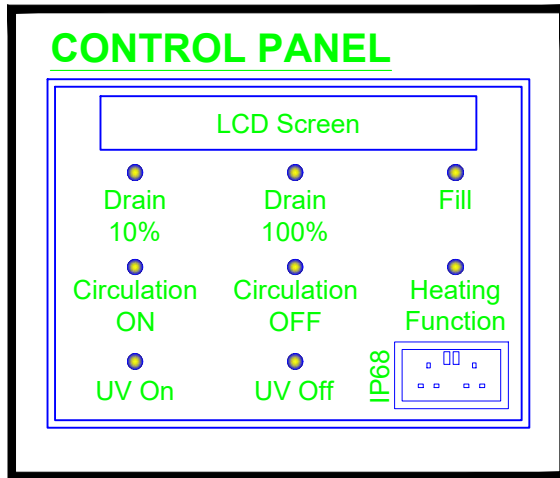 CONTROL PANEL
LCD Screen
Drain
10%
Drain
100%
Fill
Circulation
ON
Circulation
OFF
Heating
Function
UV On
UV Off
IP68